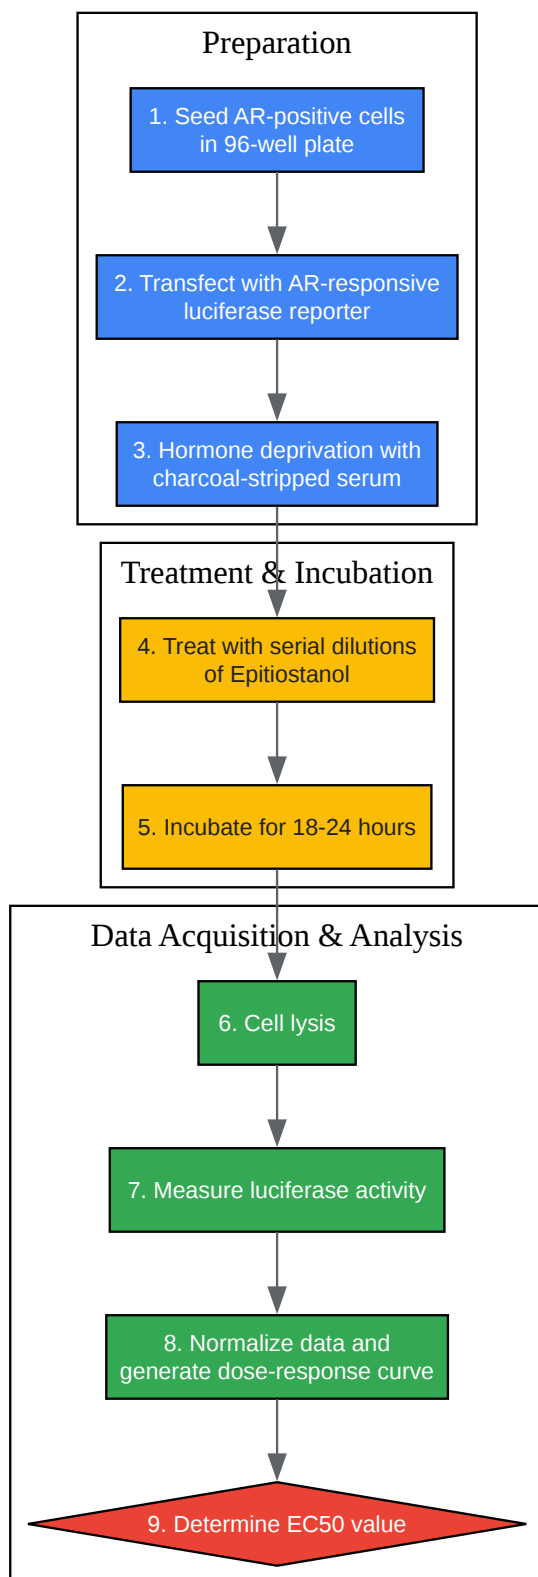 Preparation
1. Seed AR-positive cells
in 96-well plate
2. Transfect with AR-responsive
luciferase reporter
3. Hormone deprivation with
charcoal-stripped serum
Treatment & Incubation
4. Treat with serial dilutions
of Epitiostanol
5. Incubate for 18-24 hours
Data Acquisition & Analysis
6. Cell lysis
7. Measure luciferase activity
8. Normalize data and
generate dose-response curve
9. Determine EC50 value